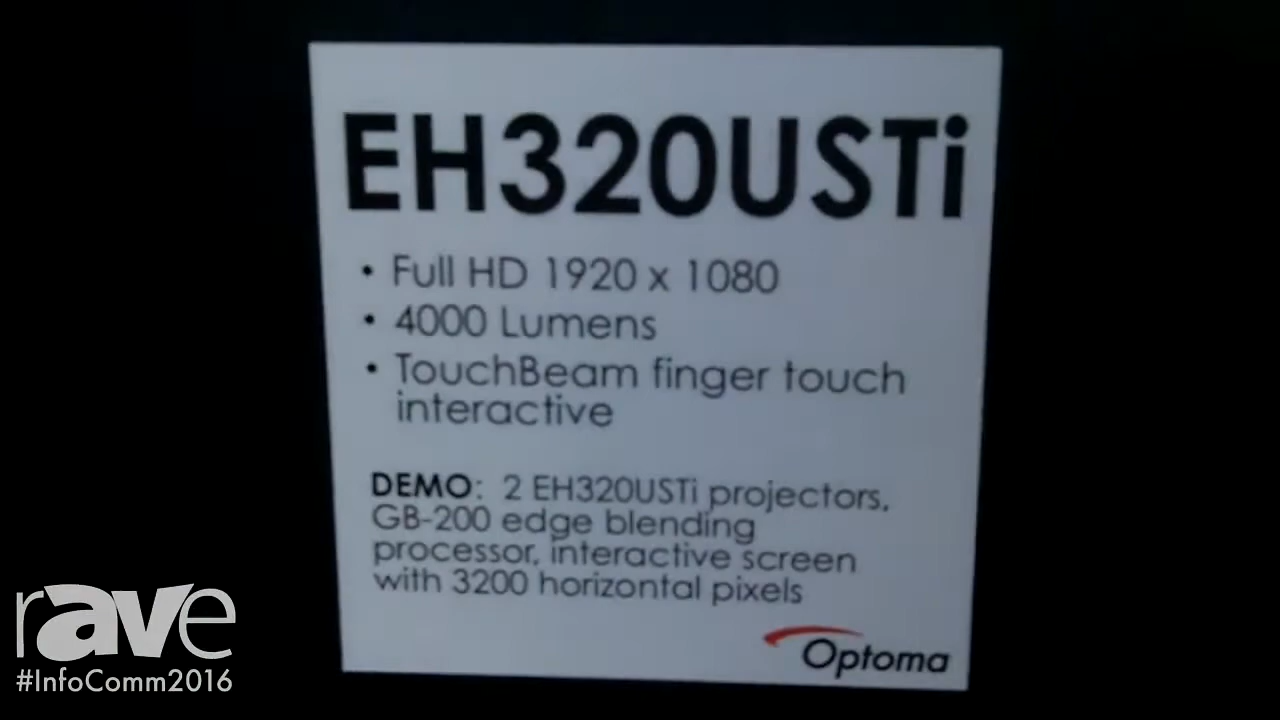 EH320USTi
• Full HD 1920 x 1080
• 4000 Lumens
• TouchBeam finger touch
interactive
DEMO: 2 EH320USTi projectors,
GB-200 edge blending
processor, interactive screen
with 3200 horizontal pixels
Optoma
rave
#InfoComm2016